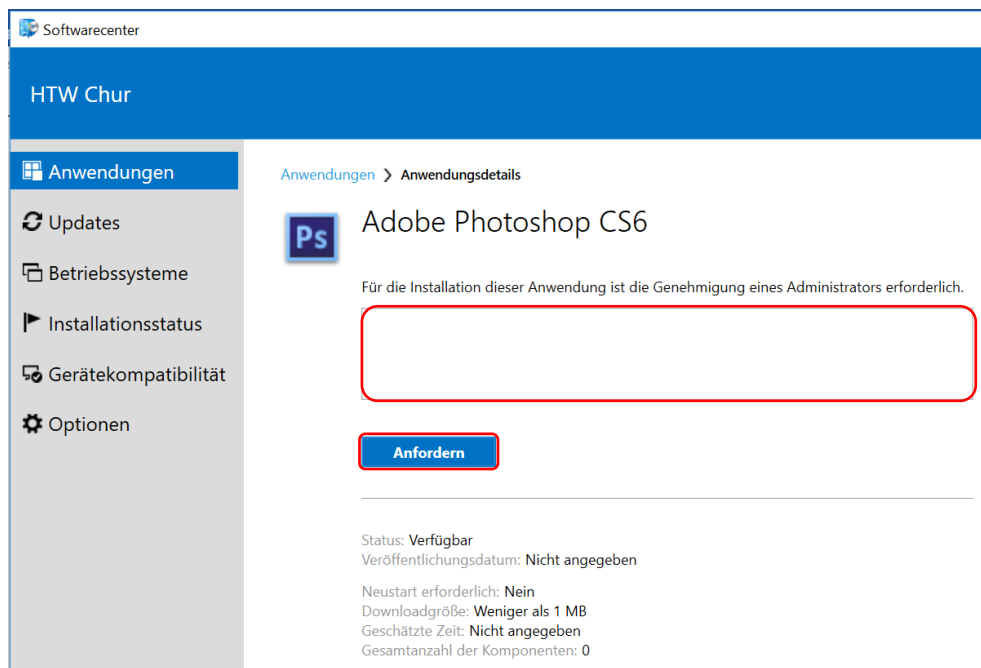 Softwarecenter
HTW Chur
Anwendungen
Updates
Betriebssysteme
Installationsstatus
Gerätekompatibilität
Optionen
Anwendungen ❯ Anwendungsdetails
Ps
Adobe Photoshop CS6
Für die Installation dieser Anwendung ist die Genehmigung eines Administrators erforderlich.
Anfordern
Status: Verfügbar
Veröffentlichungsdatum: Nicht angegeben
Neustart erforderlich: Nein
Downloadgröße: Weniger als 1 MB
Geschätzte Zeit: Nicht angegeben
Gesamtanzahl der Komponenten: 0